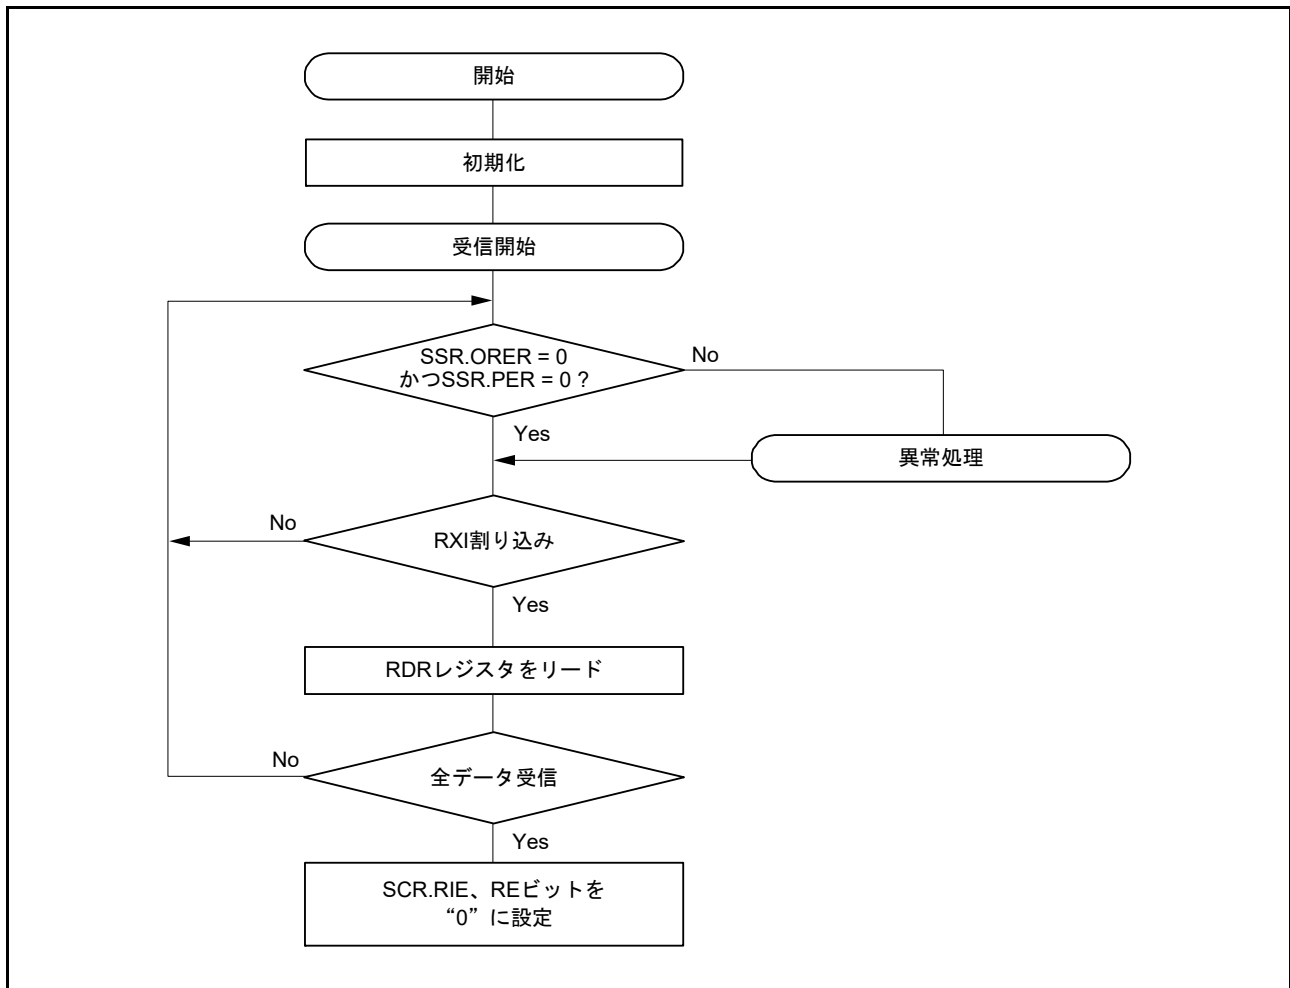 開始
初期化
受信開始
SSR.ORER = 0
かつSSR.PER = 0 ?
No
Yes
異常処理
No
RXI割り込み
Yes
RDRレジスタをリード
No
全データ受信
Yes
SCR.RIE、REビットを
“0”に設定